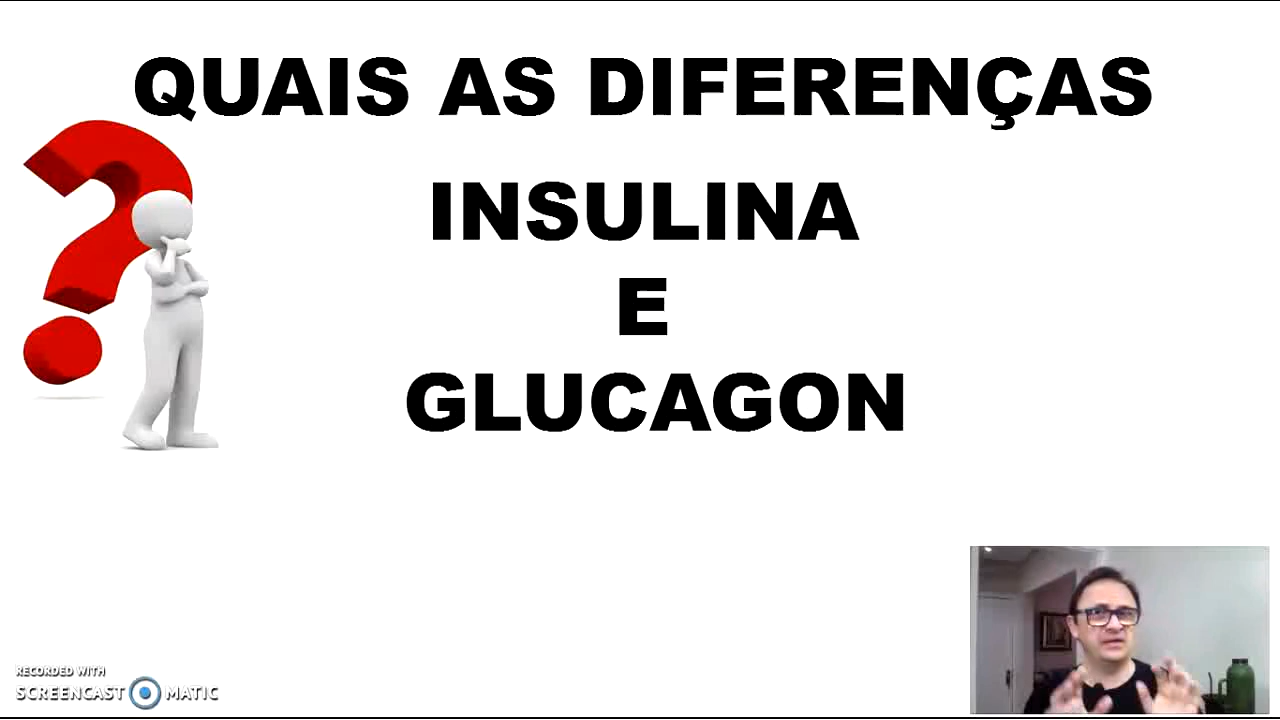 QUAIS AS DIFERENÇAS
INSULINA
E
GLUCAGON
RECORDED WITH
SCREENCAST MATIC